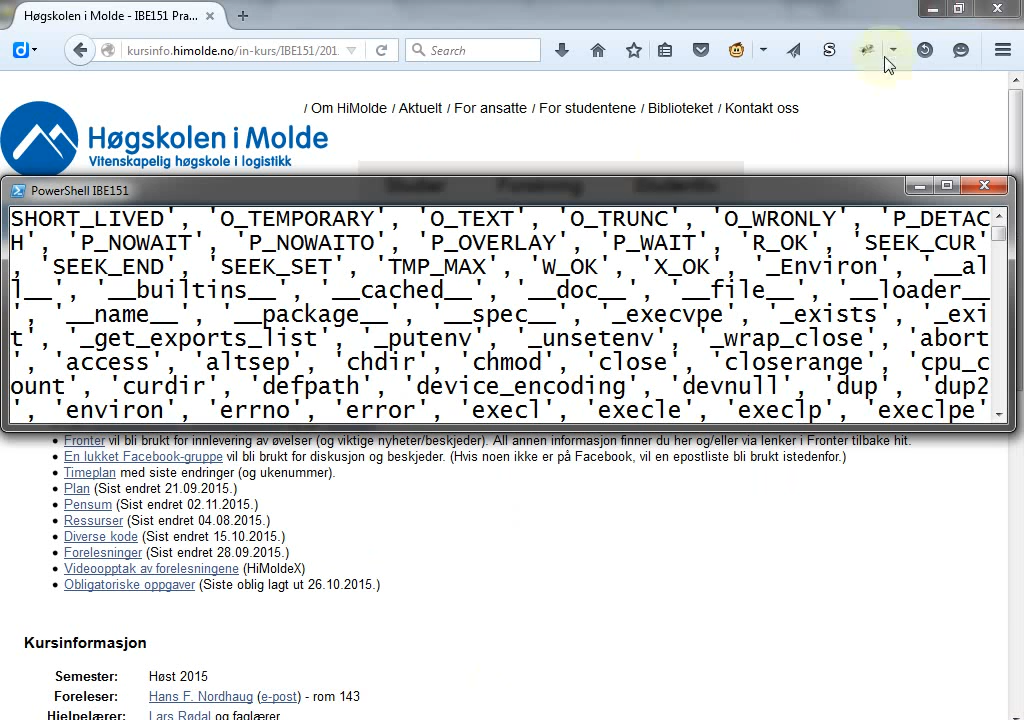 Høgskolen i Molde - IBE151 Pra...
kursinfo.himolde.no/in-kurs/IBE151/201
Search
/ Om HiMolde / Aktuelt / For ansatte / For studentene / Biblioteket / Kontakt oss
Høgskolen i Molde
Vitenskapelig høgskole i logistikk
Studier Forskning
PowerShell IBE151
SHORT_LIVED', 'O_TEMPORARY', 'O_TEXT', 'O_TRUNC', 'O_WRONLY', 'P_DETAC
H', 'P_NOWAIT', 'P_NOWAITO', 'P_OVERLAY', 'P_WAIT', 'R_OK', 'SEEK_CUR'
, 'SEEK_END', 'SEEK_SET', 'TMP_MAX', 'W_OK', 'X_OK', '_Environ', '__al
l__', '__builtins__', '__cached__', '__doc__', '__file__', '__loader__
', '__name__', '__package__', '__spec__', '_execvpe', '_exists', '_exi
t', '_get_exports_list', '_putenv', '_unsetenv', '_wrap_close', 'abort
', 'access', 'altsep', 'chdir', 'chmod', 'close', 'closerange', 'cpu_c
ount', 'curdir', 'defpath', 'device_encoding', 'devnull', 'dup', 'dup2
', 'environ', 'errno', 'error', 'execl', 'execle', 'execlp', 'execlpe'
Fronter vil bli brukt for innlevering av øvelser (og viktige nyheter/beskjeder). All annen informasjon finner du her og/eller via lenker i Fronter tilbake hit.
En lukket Facebook-gruppe vil bli brukt for diskusjon og beskjeder. (Hvis noen ikke er på Facebook, vil en epostliste bli brukt istedenfor.)
Timeplan med siste endringer (og ukenummer).
Plan (Sist endret 21.09.2015.)
Pensum (Sist endret 02.11.2015.)
Ressurser (Sist endret 04.08.2015.)
Diverse kode (Sist endret 15.10.2015.)
Forelesninger (Sist endret 28.09.2015.)
Videoopptak av forelesningene (HiMoldeX)
Obligatoriske oppgaver (Siste oblig lagt ut 26.10.2015.)
Kursinformasjon
Semester: Høst 2015
Foreleser: Hans F. Nordhaug (e-post) - rom 143
Hjelpelærer: Lars Rødal og faglærer